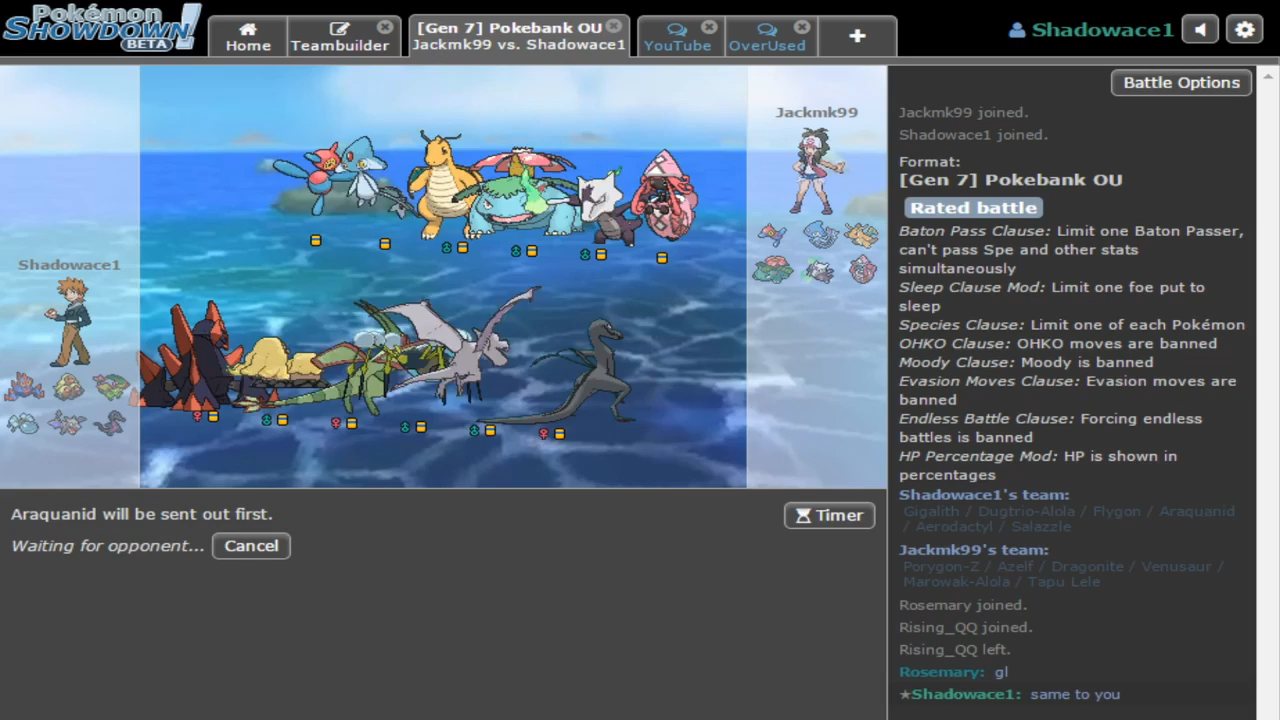 Pokémon
SHOWDOWN!
BETA
Home
Teambuilder
[Gen 7] Pokebank OU
Jackmk99 vs. Shadowace1
YouTube
OverUsed
+
Shadowace1
Battle Options
Shadowace1
Jackmk99
Jackmk99 joined.
Shadowace1 joined.
Format:
[Gen 7] Pokebank OU
Rated battle
Baton Pass Clause: Limit one Baton Passer,
can't pass Spe and other stats
simultaneously
Sleep Clause Mod: Limit one foe put to
sleep
Species Clause: Limit one of each Pokémon
OHKO Clause: OHKO moves are banned
Moody Clause: Moody is banned
Evasion Moves Clause: Evasion moves are
banned
Endless Battle Clause: Forcing endless
battles is banned
HP Percentage Mod: HP is shown in
percentages
Shadowace1's team:
Gigalith / Dugtrio-Alola / Flygon / Araquanid
/ Aerodactyl / Salazzle
Jackmk99's team:
Porygon-Z / Azelf / Dragonite / Venusaur /
Marowak-Alola / Tapu Lele
Rosemary joined.
Rising_QQ joined.
Rising_QQ left.
Rosemary: gl
★Shadowace1: same to you
Araquanid will be sent out first.
Timer
Waiting for opponent... Cancel